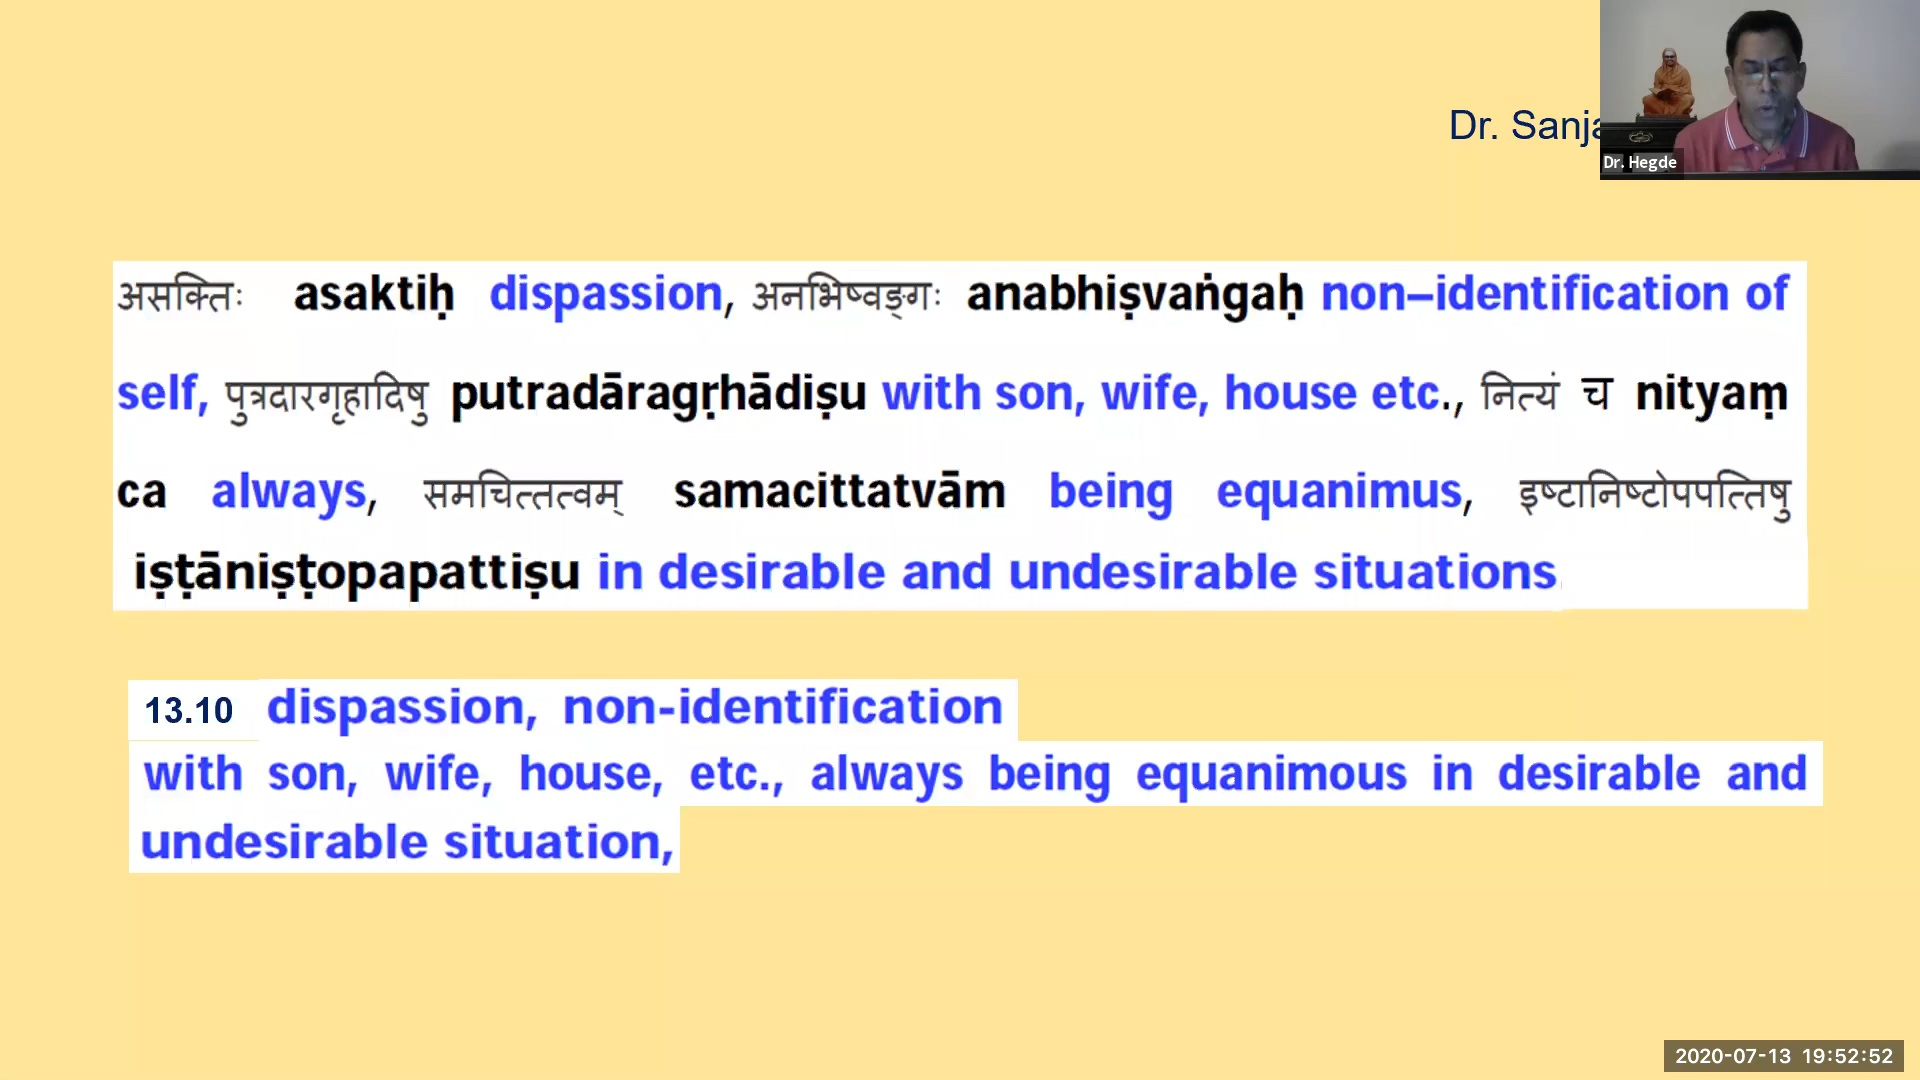 Dr. Sanja
Dr. Hegde
असक्तिः asaktiḥ dispassion, अनभिष्वङ्गः anabhiṣvaṅgaḥ non–identification of
self, पुत्रदारगृहादिषु putradāragṛhādiṣu with son, wife, house etc., नित्यं च nityaṃ
ca always, समचित्तत्वम् samacittatvām being equanimus, इष्टानिष्टोपपत्तिषु
iṣṭāniṣṭopapattiṣu in desirable and undesirable situations.
13.10 dispassion, non-identification
with son, wife, house, etc., always being equanimous in desirable and
undesirable situation,
2020-07-13 19:52:52